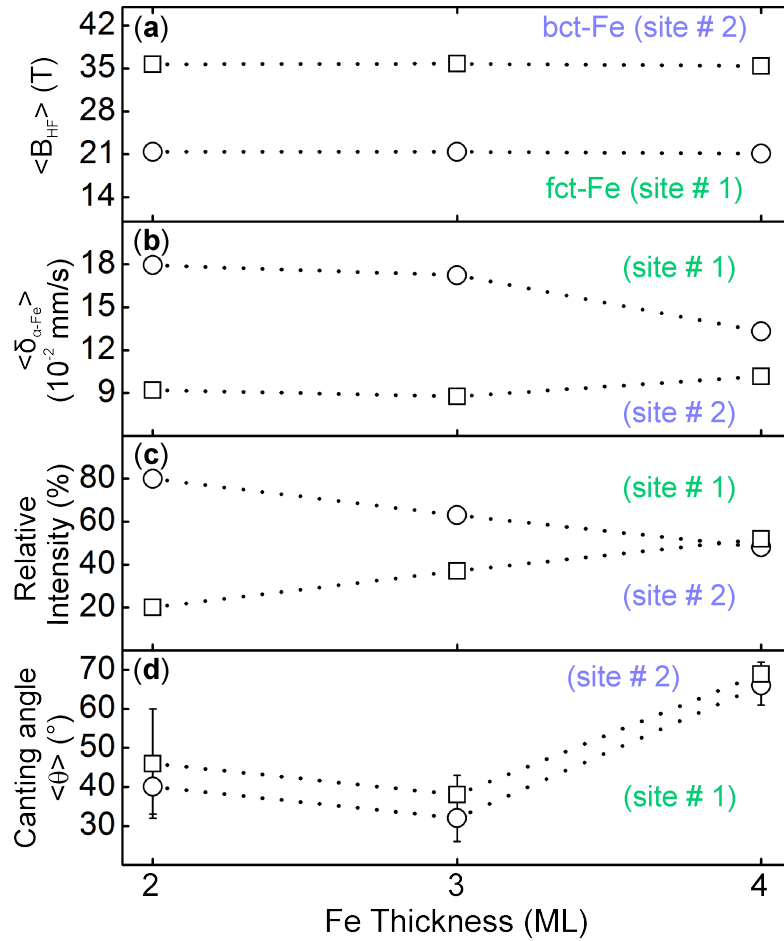 (a)
bct-Fe (site # 2)
42
35
28
21
14
<B_HF> (T)
fct-Fe (site # 1)
(b)
18
15
12
9
<δ_α-Fe>
(10⁻² mm/s)
(site # 1)
(site # 2)
(c)
80
60
40
20
Relative
Intensity (%)
(site # 1)
(site # 2)
(d)
70
60
50
40
30
Canting angle
<θ> (°)
(site # 2)
(site # 1)
2 3 4
Fe Thickness (ML)